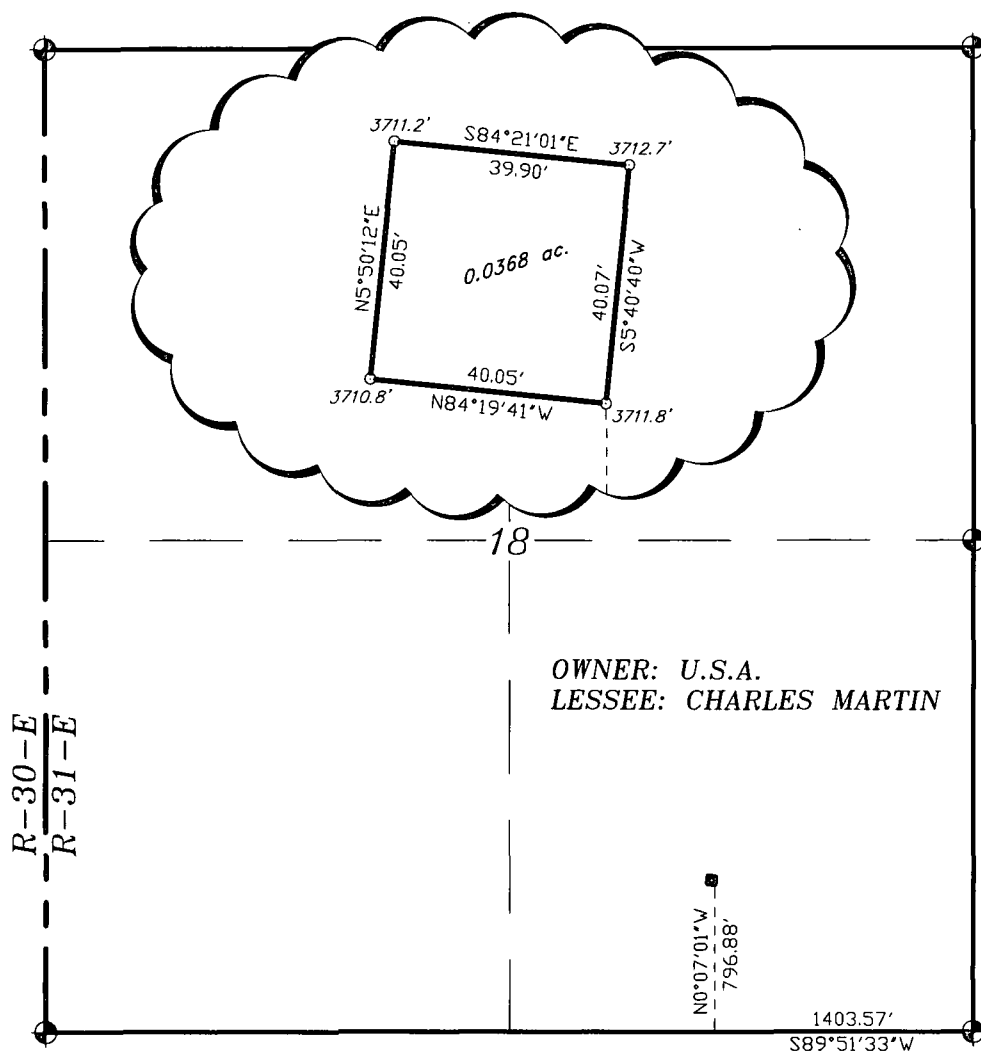 3711.2'
S84°21'01"E
3712.7'
39.90'
N5°50'12"E
40.05'
0.0368 ac.
40.07'
S5°40'40"W
40.05'
3710.8'
N84°19'41"W
3711.8'
18
OWNER: U.S.A.
LESSEE: CHARLES MARTIN
R-30-E
R-31-E
N0°07'01"W
796.88'
1403.57'
S89°51'33"W